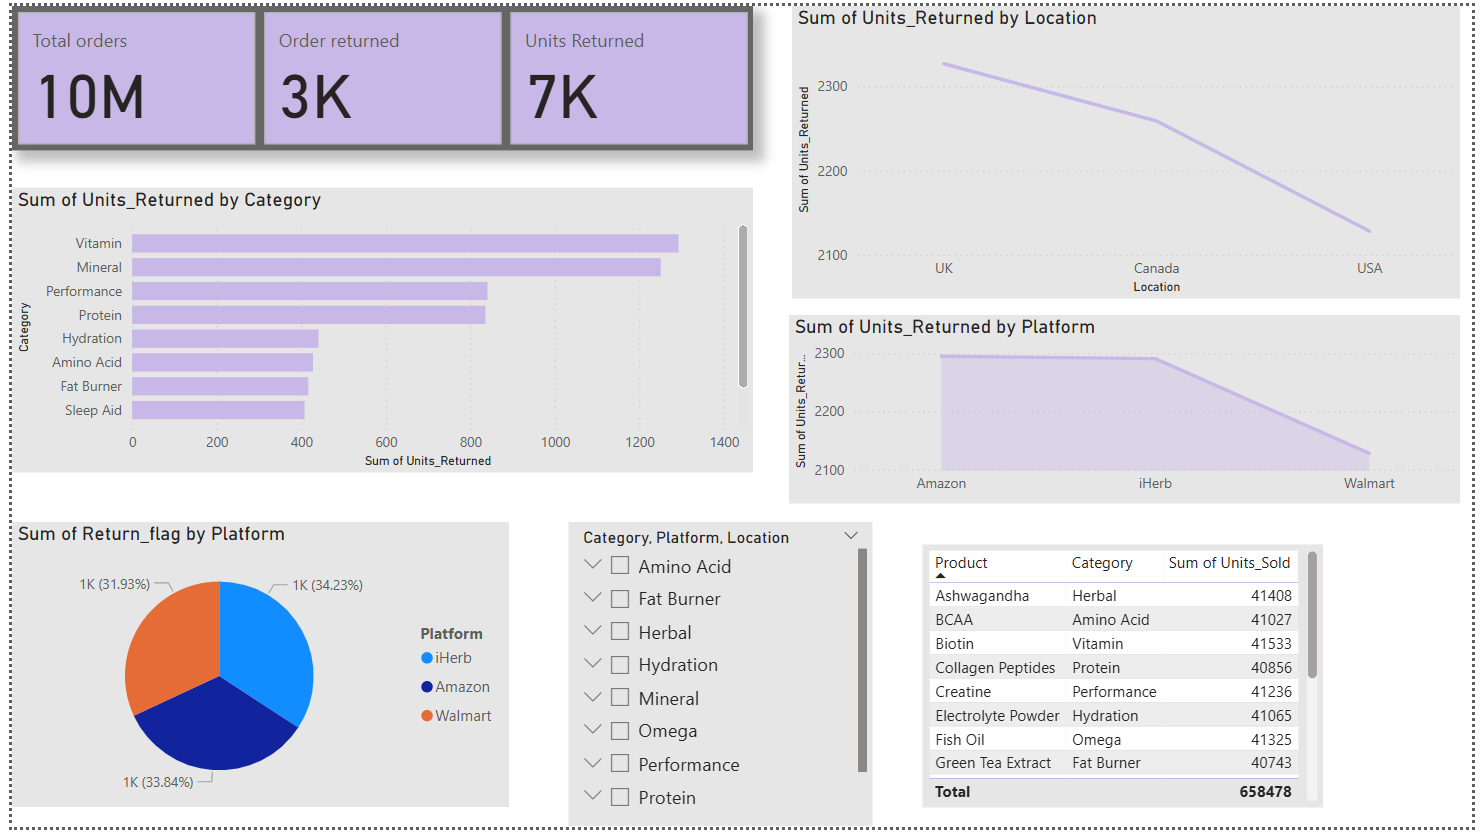 Total orders
10M
Order returned
3K
Units Returned
7K
Sum of Units_Returned by Location
Sum of Units_Returned
2300
2200
2100
UK Canada USA
Location
Sum of Units_Returned by Category
Category
Vitamin
Mineral
Performance
Protein
Hydration
Amino Acid
Fat Burner
Sleep Aid
0 200 400 600 800 1000 1200 1400
Sum of Units_Returned
Sum of Units_Returned by Platform
Sum of Units_Retur...
2300
2200
2100
Amazon iHerb Walmart
Sum of Return_flag by Platform
1K (31.93%)
1K (34.23%)
1K (33.84%)
Platform
iHerb
Amazon
Walmart
Category, Platform, Location
Amino Acid
Fat Burner
Herbal
Hydration
Mineral
Omega
Performance
Protein
Product Category Sum of Units_Sold
Ashwagandha Herbal 41408
BCAA Amino Acid 41027
Biotin Vitamin 41533
Collagen Peptides Protein 40856
Creatine Performance 41236
Electrolyte Powder Hydration 41065
Fish Oil Omega 41325
Green Tea Extract Fat Burner 40743
Total 658478